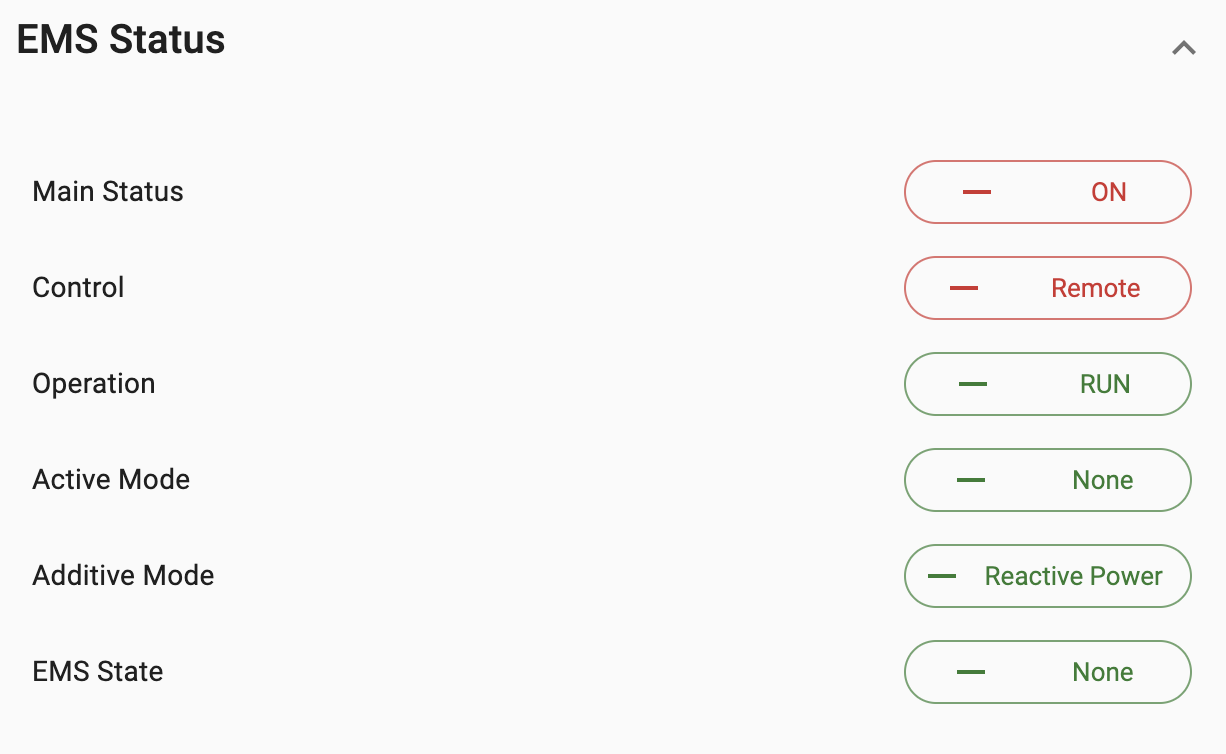 EMS Status
Main Status
ON
Control
Remote
Operation
RUN
Active Mode
None
Additive Mode
Reactive Power
EMS State
None